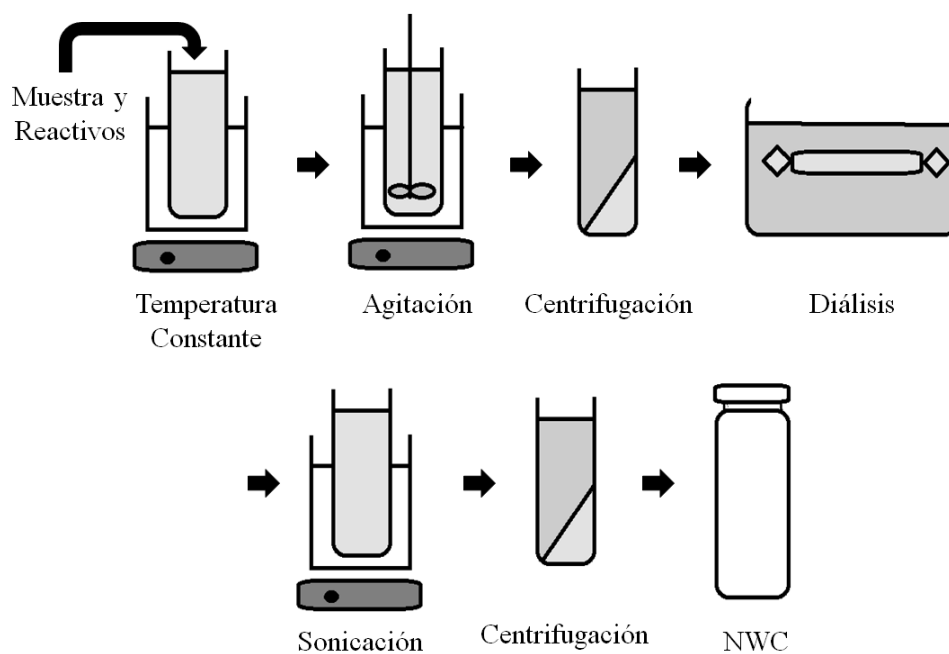 Muestra y
Reactivos
Temperatura
Constante
Agitación
Centrifugación
Diálisis
Sonicación
Centrifugación
NWC